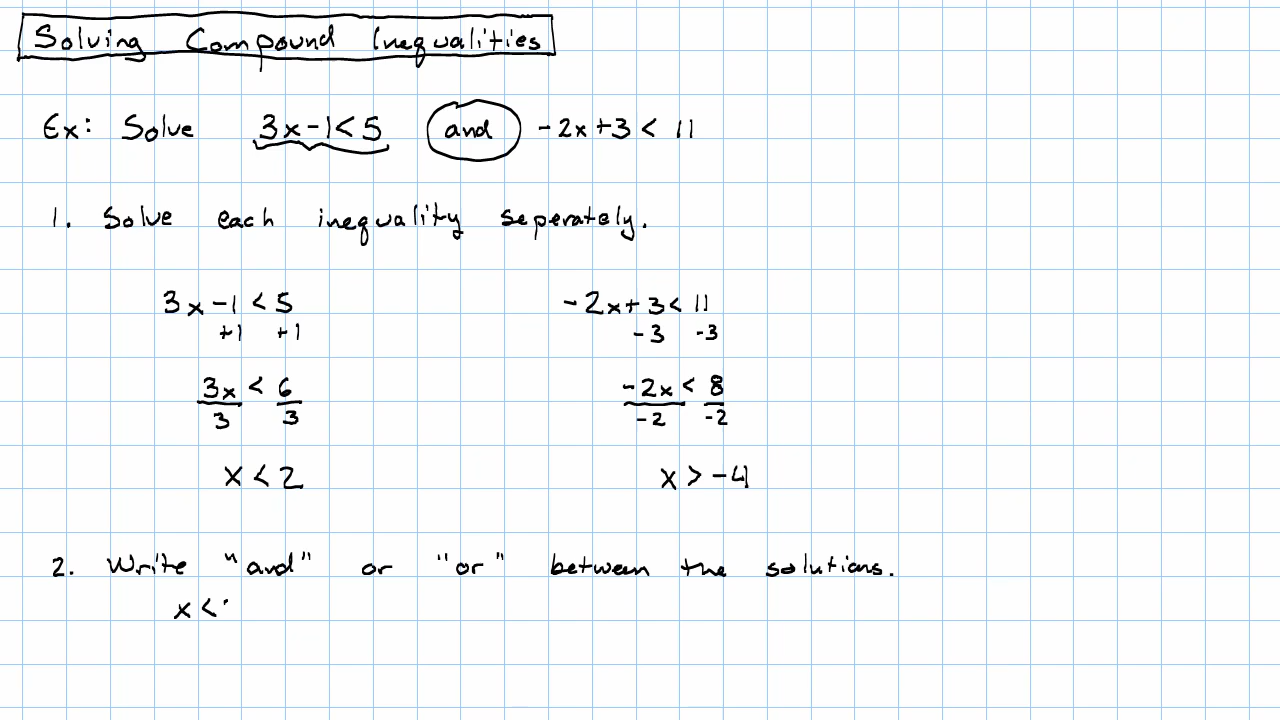 Solving Compound Inequalities
Ex: Solve 3x-1<5 and -2x+3<11
1. Solve each inequality seperately.
3x-1<5 -2x+3<11
+1 +1 -3 -3
3x < 6 -2x < 8
3 3 -2 -2
x<2 x>-4
2. Write "and" or "or" between the solutions.
x<